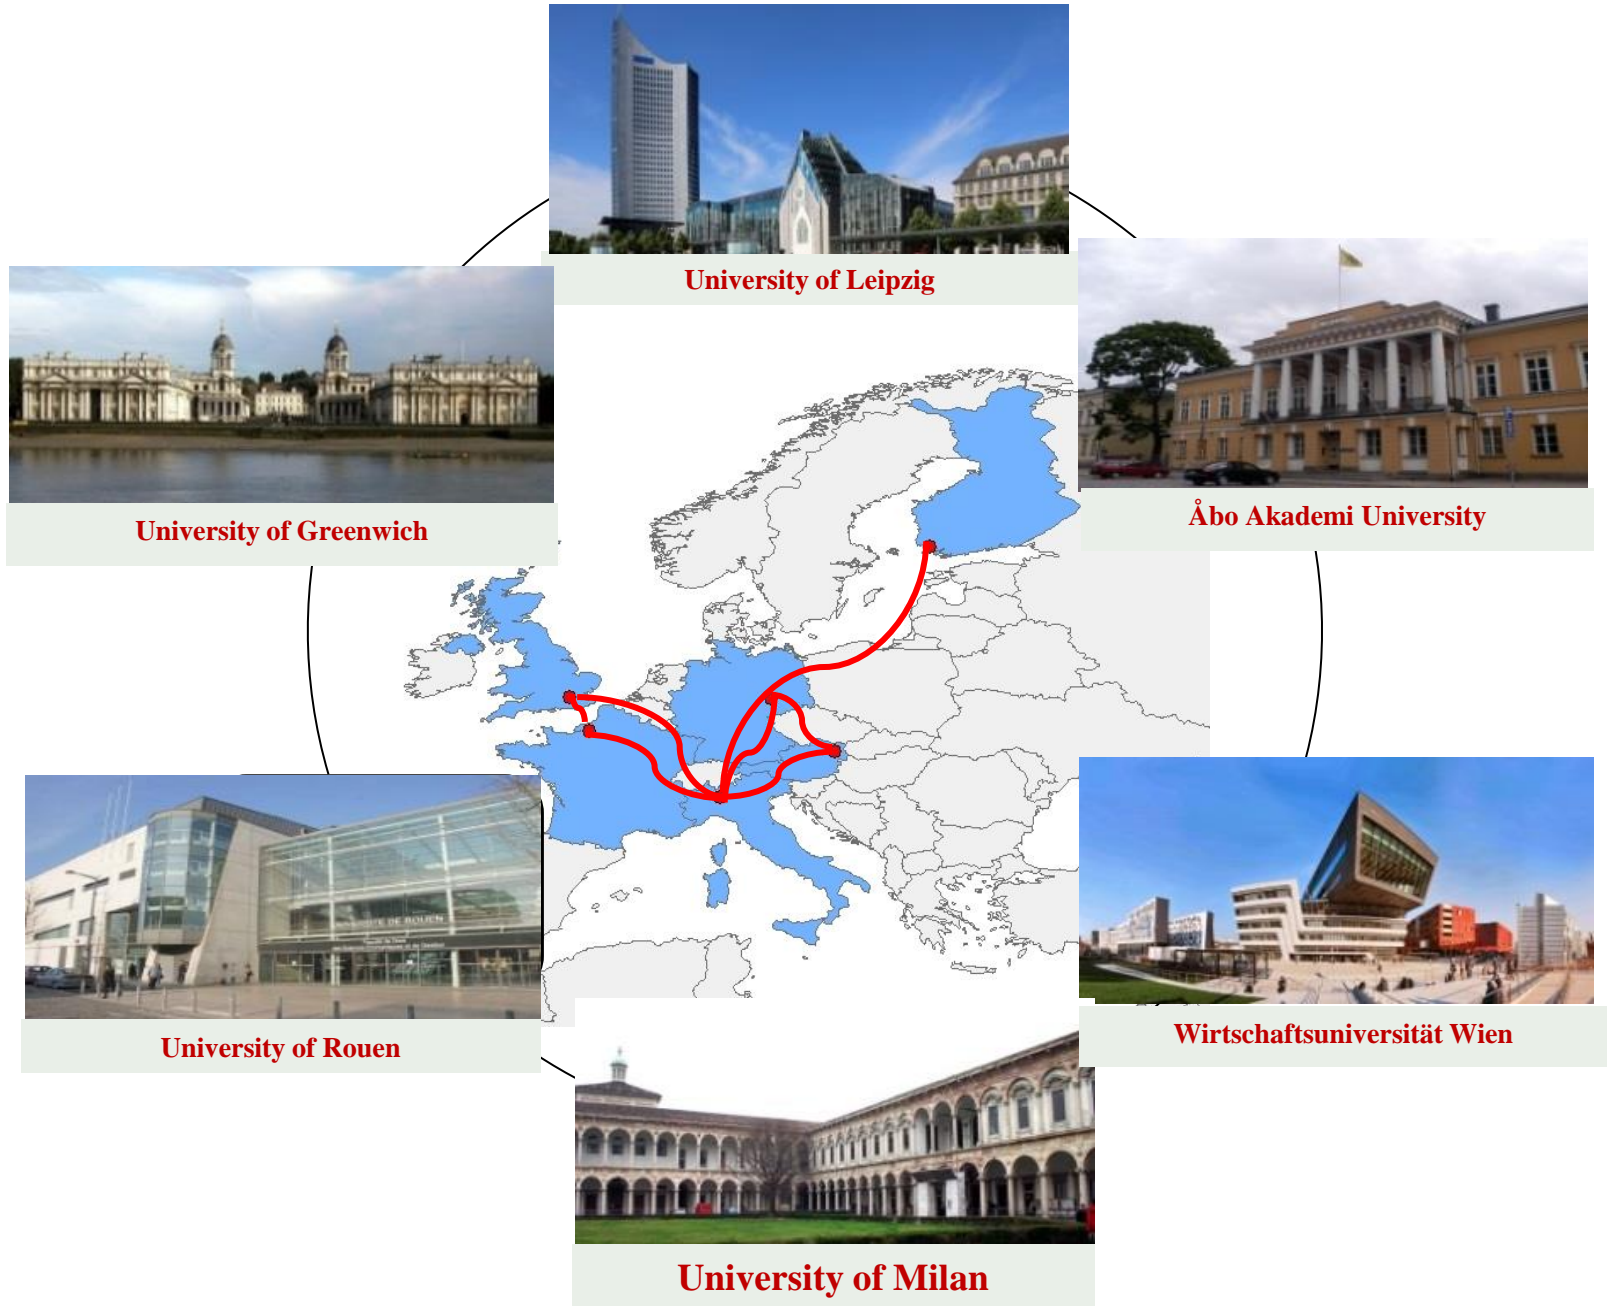 University of Leipzig
University of Greenwich
Åbo Akademi University
University of Rouen
Wirtschaftsuniversität Wien
University of Milan